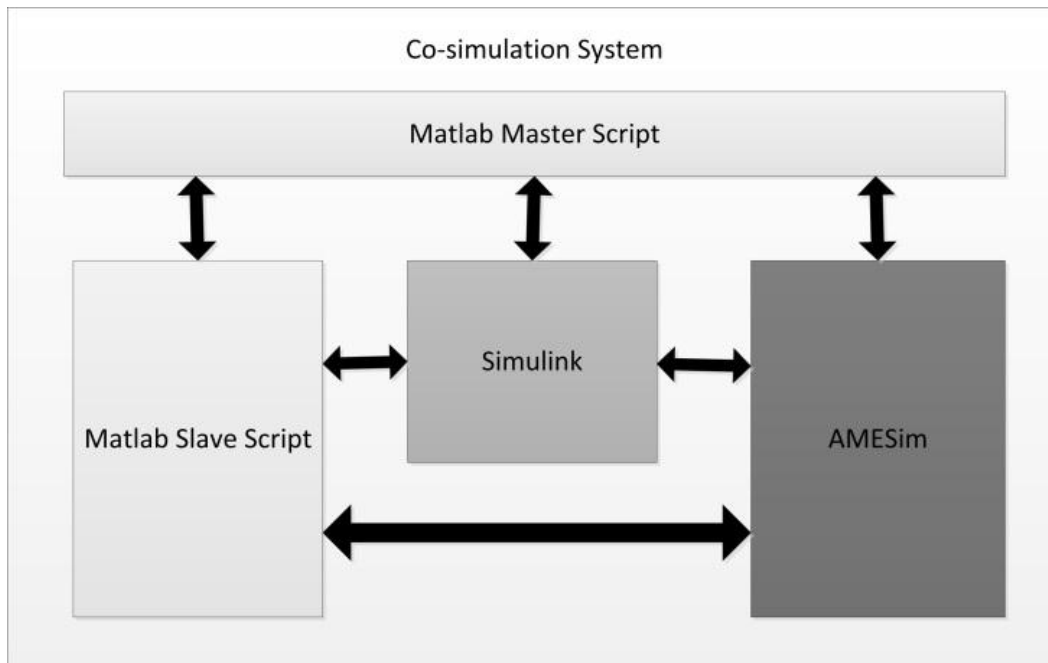 Co-simulation System
Matlab Master Script
Simulink
Matlab Slave Script
AMESim